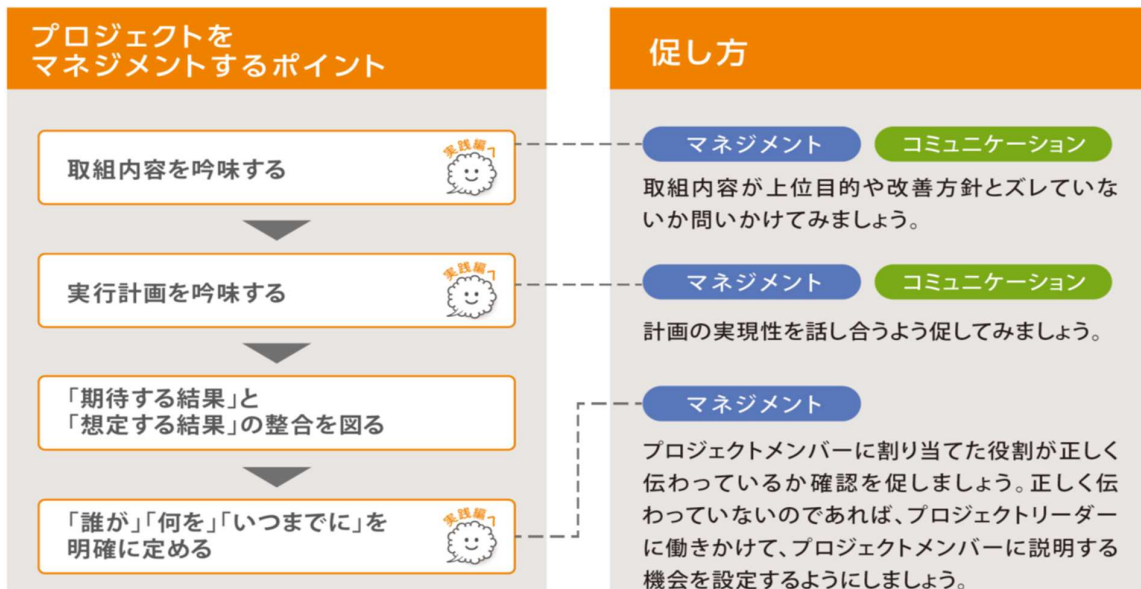 プロジェクトを
マネジメントするポイント
取組内容を吟味する
実践編へ
実行計画を吟味する
実践編へ
「期待する結果」と
「想定する結果」の整合を図る
「誰が」「何を」「いつまでに」を
明確に定める
実践編へ
促し方
マネジメント コミュニケーション
取組内容が上位目的や改善方針とズレていな
いか問いかけてみましょう。
マネジメント コミュニケーション
計画の実現性を話し合うよう促してみましょう。
マネジメント
プロジェクトメンバーに割り当てた役割が正しく
伝わっているか確認を促しましょう。正しく伝
わっていないのであれば、プロジェクトリーダー
に働きかけて、プロジェクトメンバーに説明する
機会を設定するようにしましょう。